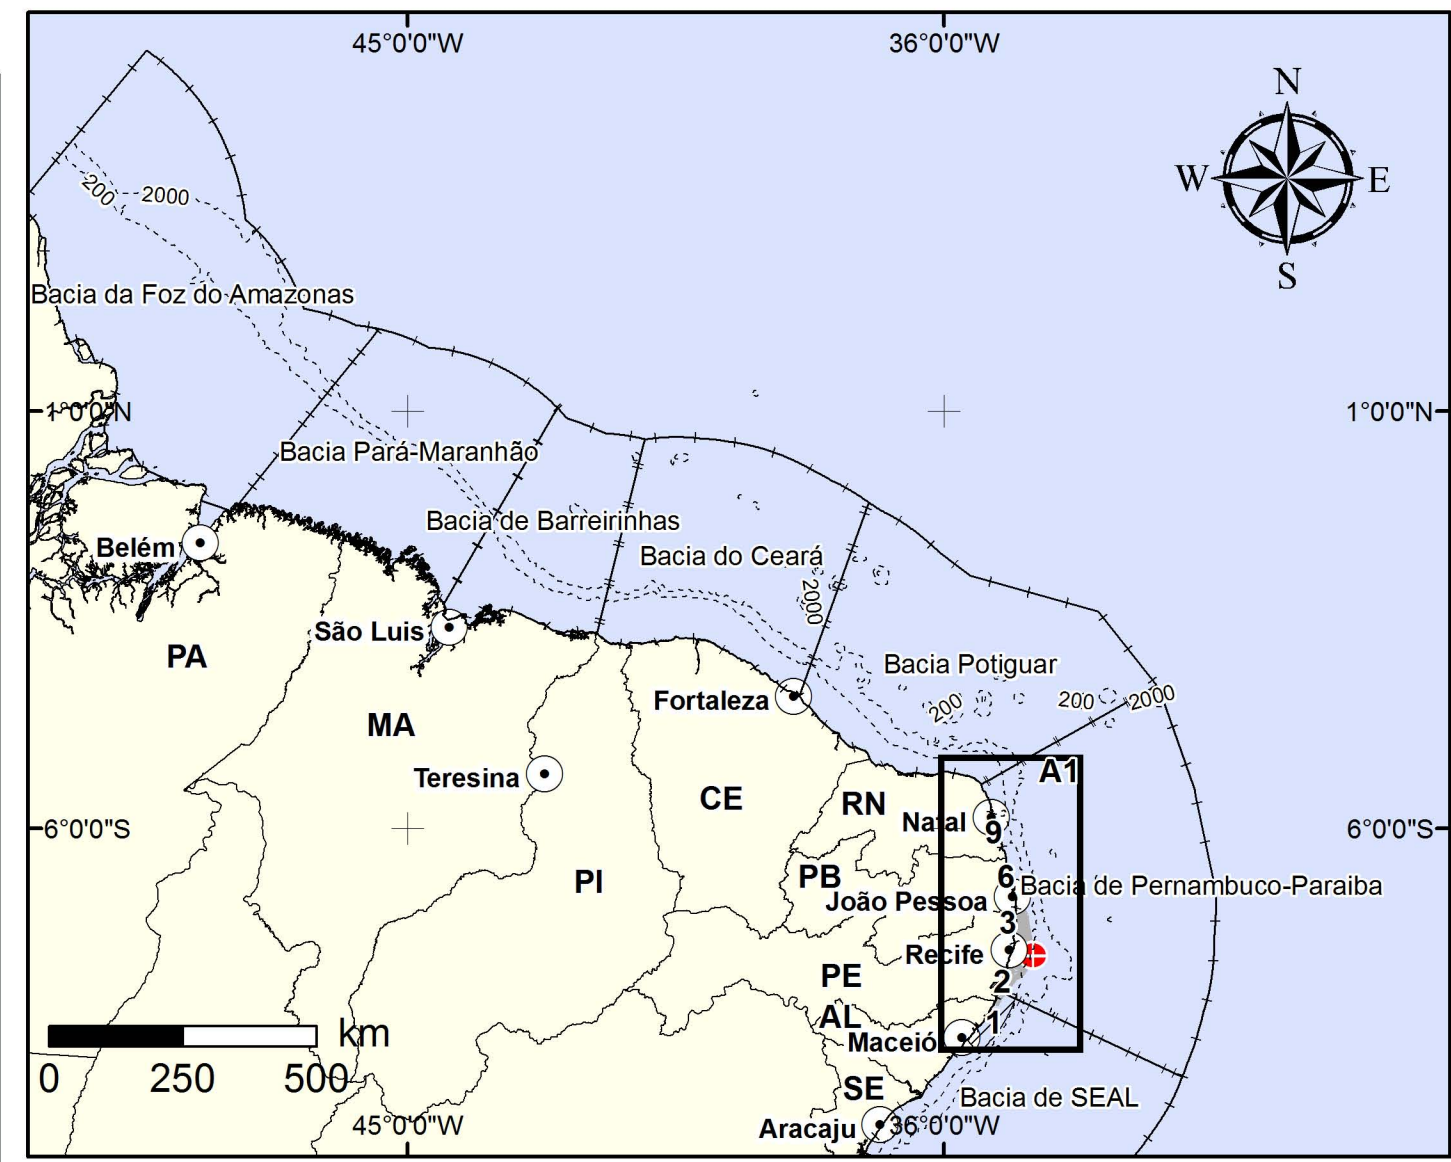 45°0'0"W
36°0'0"W
N
W
E
S
200
2000
Bacia da Foz do Amazonas
1°0'0"N
1°0'0"N
Bacia Pará-Maranhão
Bacia de Barreirinhas
Belém
Bacia do Ceará
2000
São Luis
PA
Bacia Potiguar
Fortaleza
200
200
2000
MA
Teresina
A1
CE
RN
Natal
9
6°0'0"S
6°0'0"S
PI
PB
6
Bacia de Pernambuco-Paraiba
João Pessoa
3
Recife
PE
2
AL
1
Maceió
km
0
250
500
SE
Bacia de SEAL
45°0'0"W
Aracaju
36°0'0"W